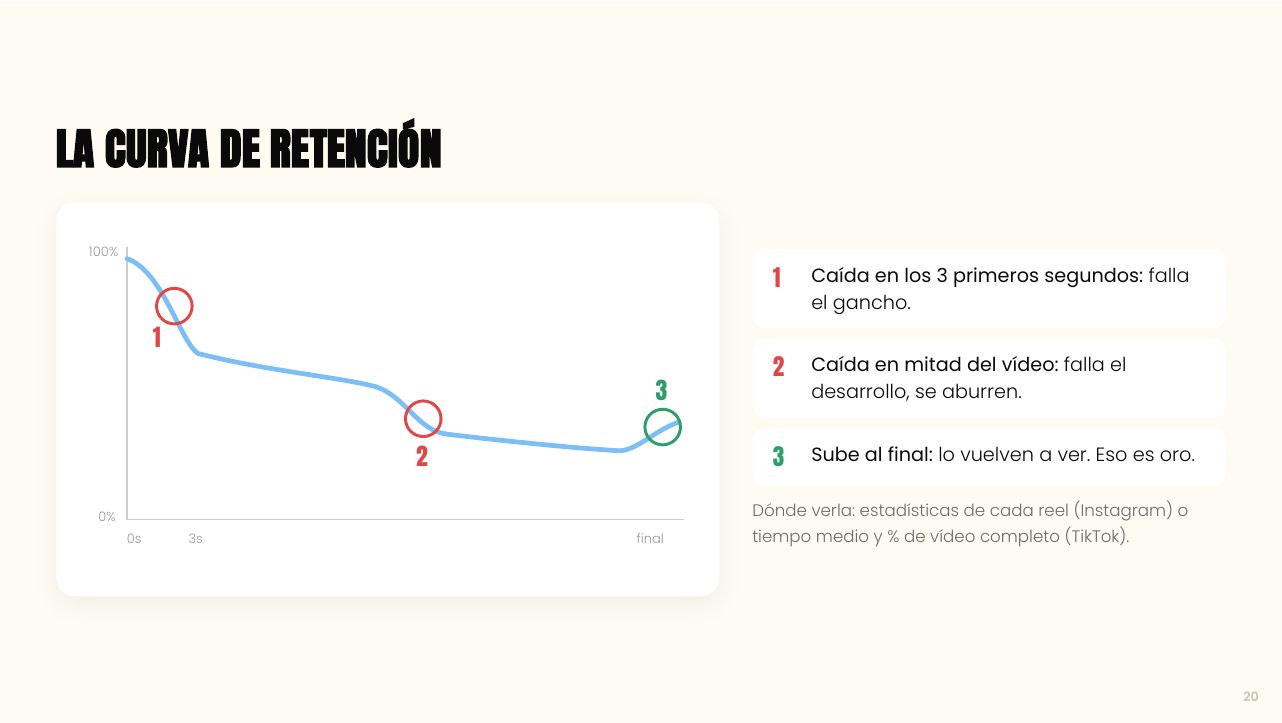 LA CURVA DE RETENCIÓN
100%
1
2
3
0%
0s
3s
final
1 Caída en los 3 primeros segundos: falla
el gancho.
2 Caída en mitad del vídeo: falla el
desarrollo, se aburren.
3 Sube al final: lo vuelven a ver. Eso es oro.
Dónde verla: estadísticas de cada reel (Instagram) o
tiempo medio y % de vídeo completo (TikTok).
20